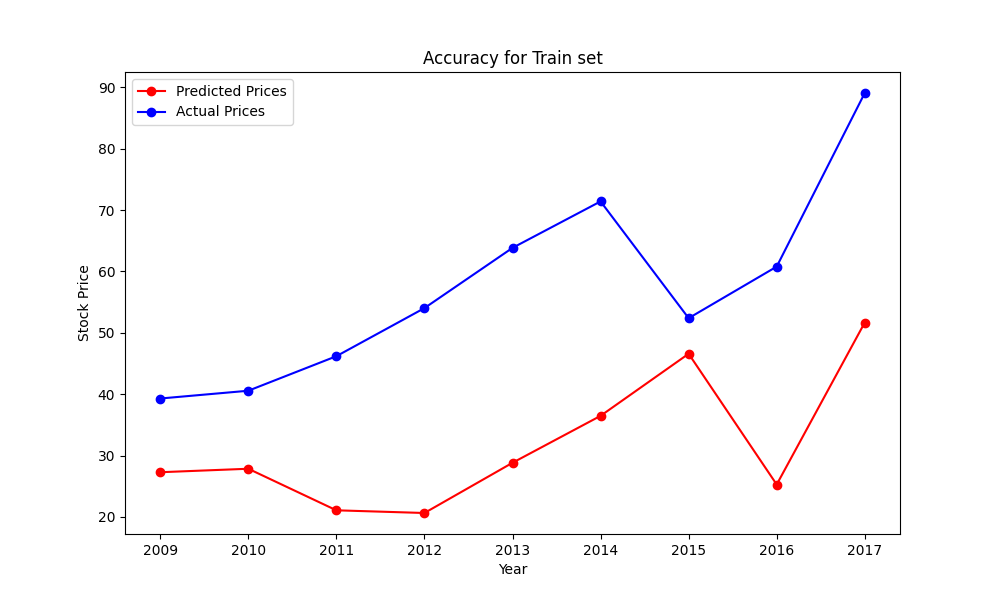 Accuracy for Train set
Predicted Prices
Actual Prices
Stock Price
90
80
70
60
50
40
30
20
2009 2010 2011 2012 2013 2014 2015 2016 2017
Year